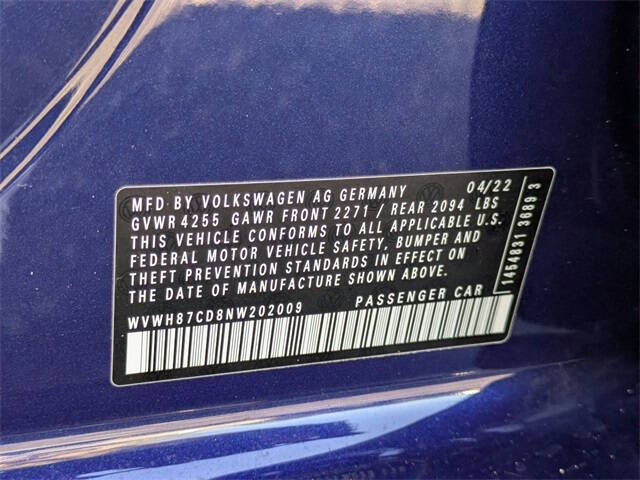 MFD BY VOLKSWAGEN AG GERMANY 04/22
GVWR 4255 GAWR FRONT 2271 / REAR 2094 LBS
THIS VEHICLE CONFORMS TO ALL APPLICABLE U.S.
FEDERAL MOTOR VEHICLE SAFETY, BUMPER AND
THEFT PREVENTION STANDARDS IN EFFECT ON
THE DATE OF MANUFACTURE SHOWN ABOVE.
WVWH87CD8NW202009 PASSENGER CAR
1454831 3689 3